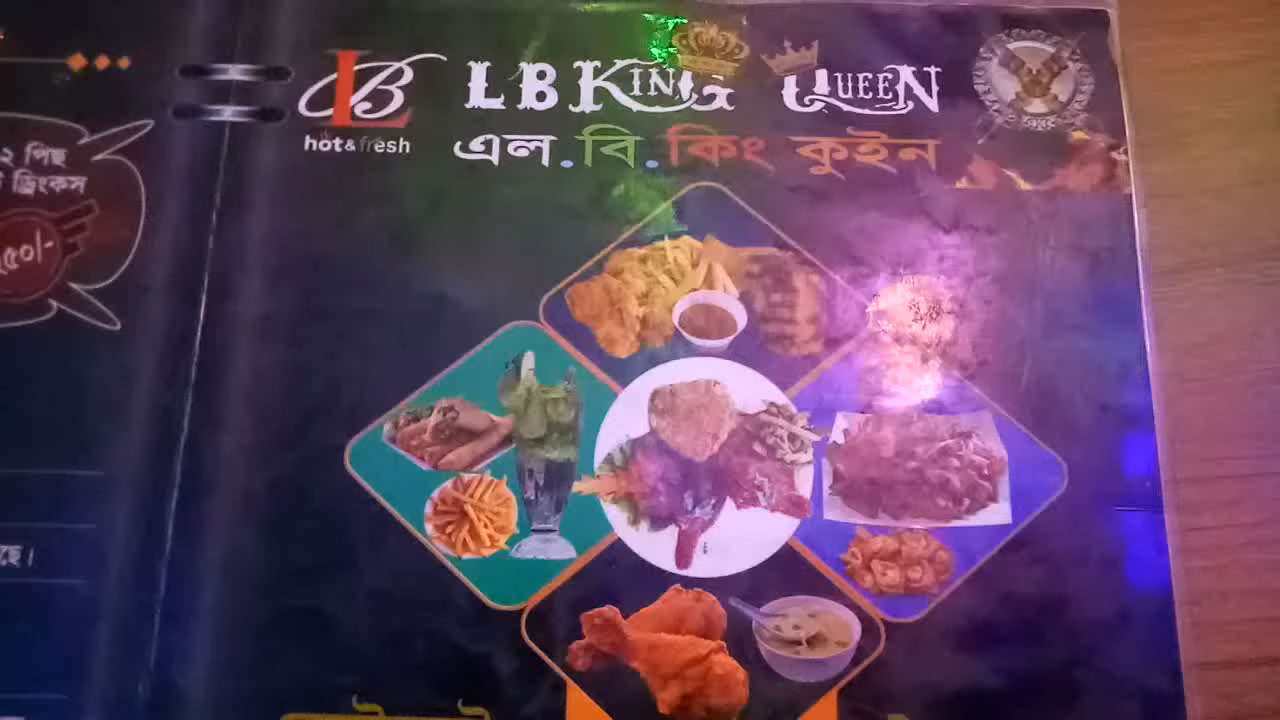 LB
hot & fresh
LB KING QUEEN
এল.বি.কিং কুইন
২ পিছ
ড্রিংকস
৫০/-
ছে।